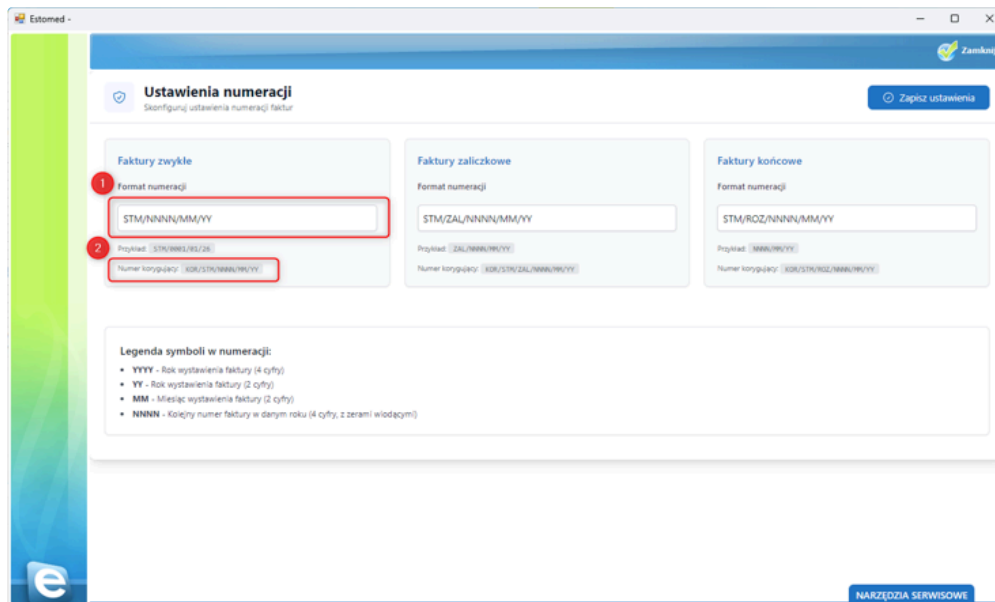 Estomed -
Zamknij
Ustawienia numeracji
Skonfiguruj ustawienia numeracji faktur
Zapisz ustawienia
Faktury zwykłe
1
Format numeracji
STM/NNNN/MM/YY
2
Przykład: STM/0001/01/26
Numer korygujący: KOR/STM/NNNN/MM/YY
Faktury zaliczkowe
Format numeracji
STM/ZAL/NNNN/MM/YY
Przykład: ZAL/NNNN/MM/YY
Numer korygujący: KOR/STM/ZAL/NNNN/MM/YY
Faktury końcowe
Format numeracji
STM/ROZ/NNNN/MM/YY
Przykład: NNNN/MM/YY
Numer korygujący: KOR/STM/ROZ/NNNN/MM/YY
Legenda symboli w numeracji:
• YYYY - Rok wystawienia faktury (4 cyfry)
• YY - Rok wystawienia faktury (2 cyfry)
• MM - Miesiąc wystawienia faktury (2 cyfry)
• NNNN - Kolejny numer faktury w danym roku (4 cyfry, z zerami wiodącymi)
e
NARZĘDZIA SERWISOWE